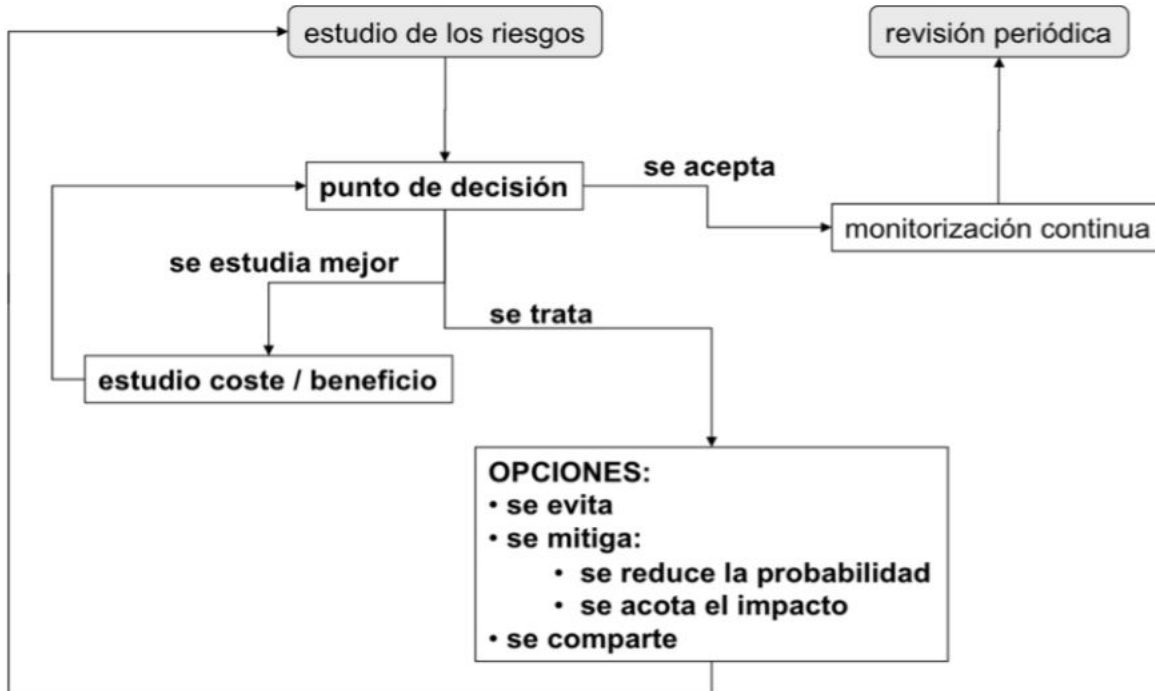 estudio de los riesgos
revisión periódica
punto de decisión
se acepta
monitorización continua
se estudia mejor
se trata
estudio coste / beneficio
OPCIONES:
• se evita
• se mitiga:
• se reduce la probabilidad
• se acota el impacto
• se comparte